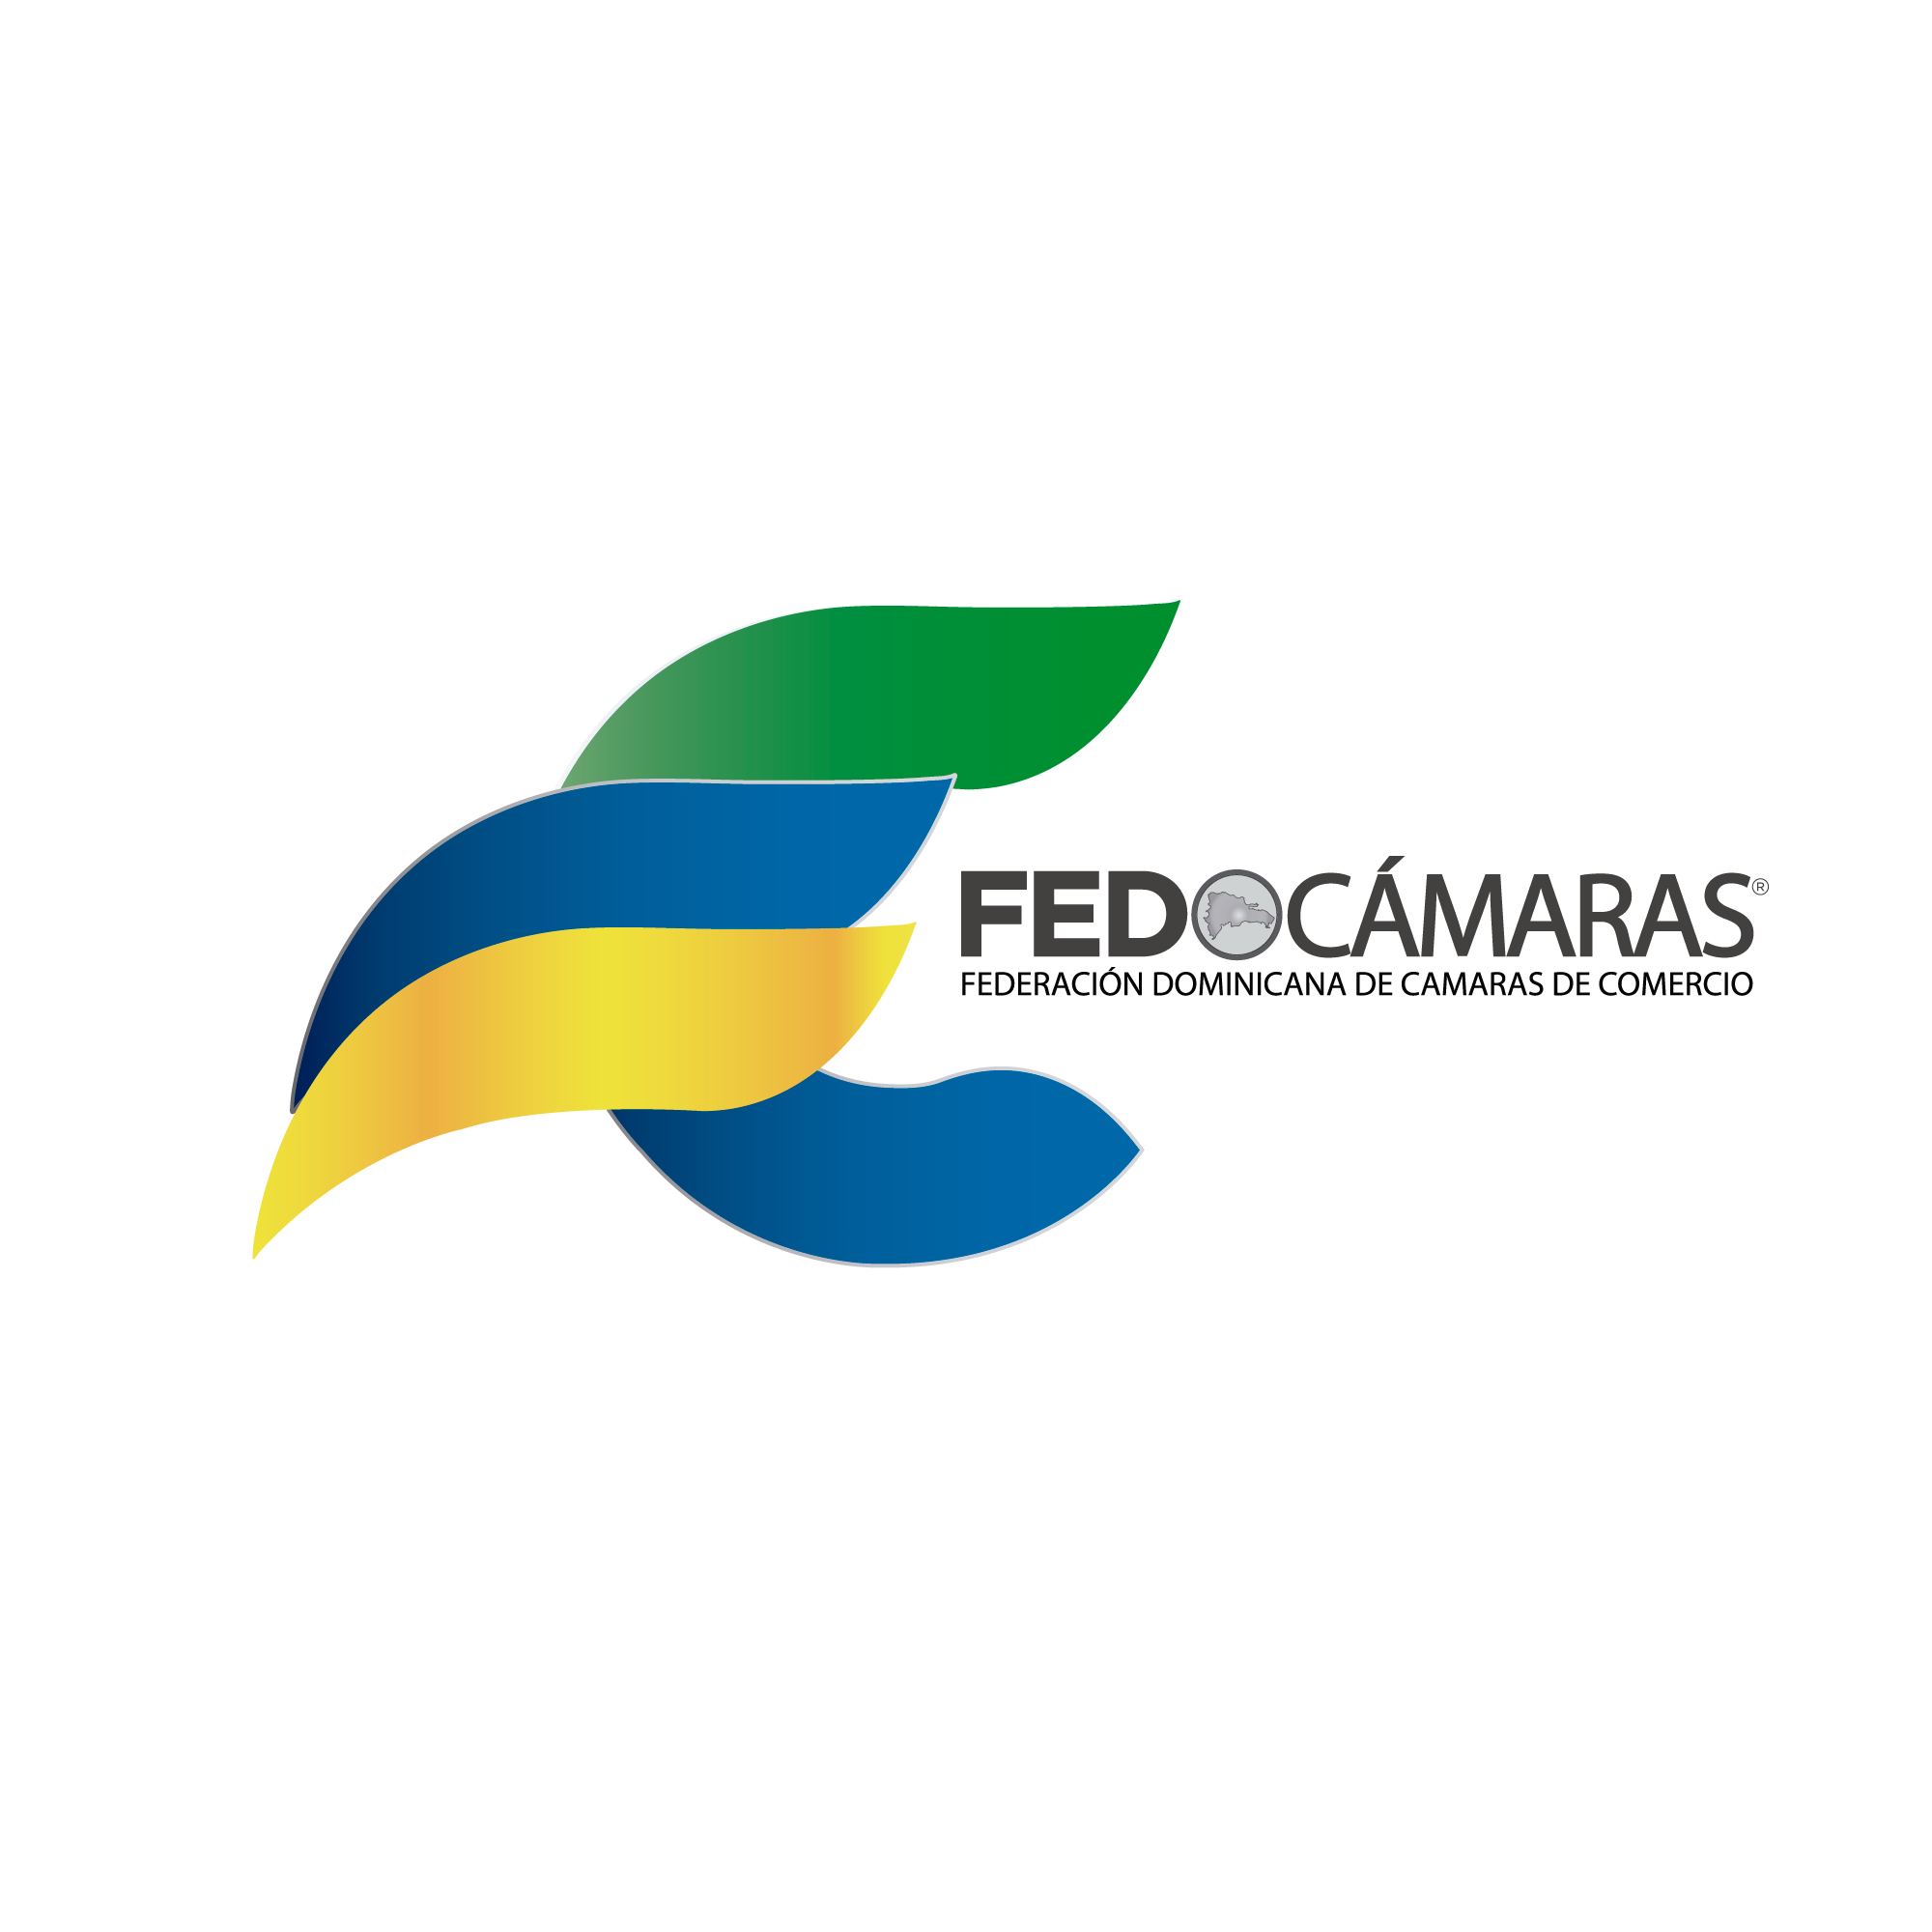 FEDOCÁMARAS®
FEDERACIÓN DOMINICANA DE CAMARAS DE COMERCIO